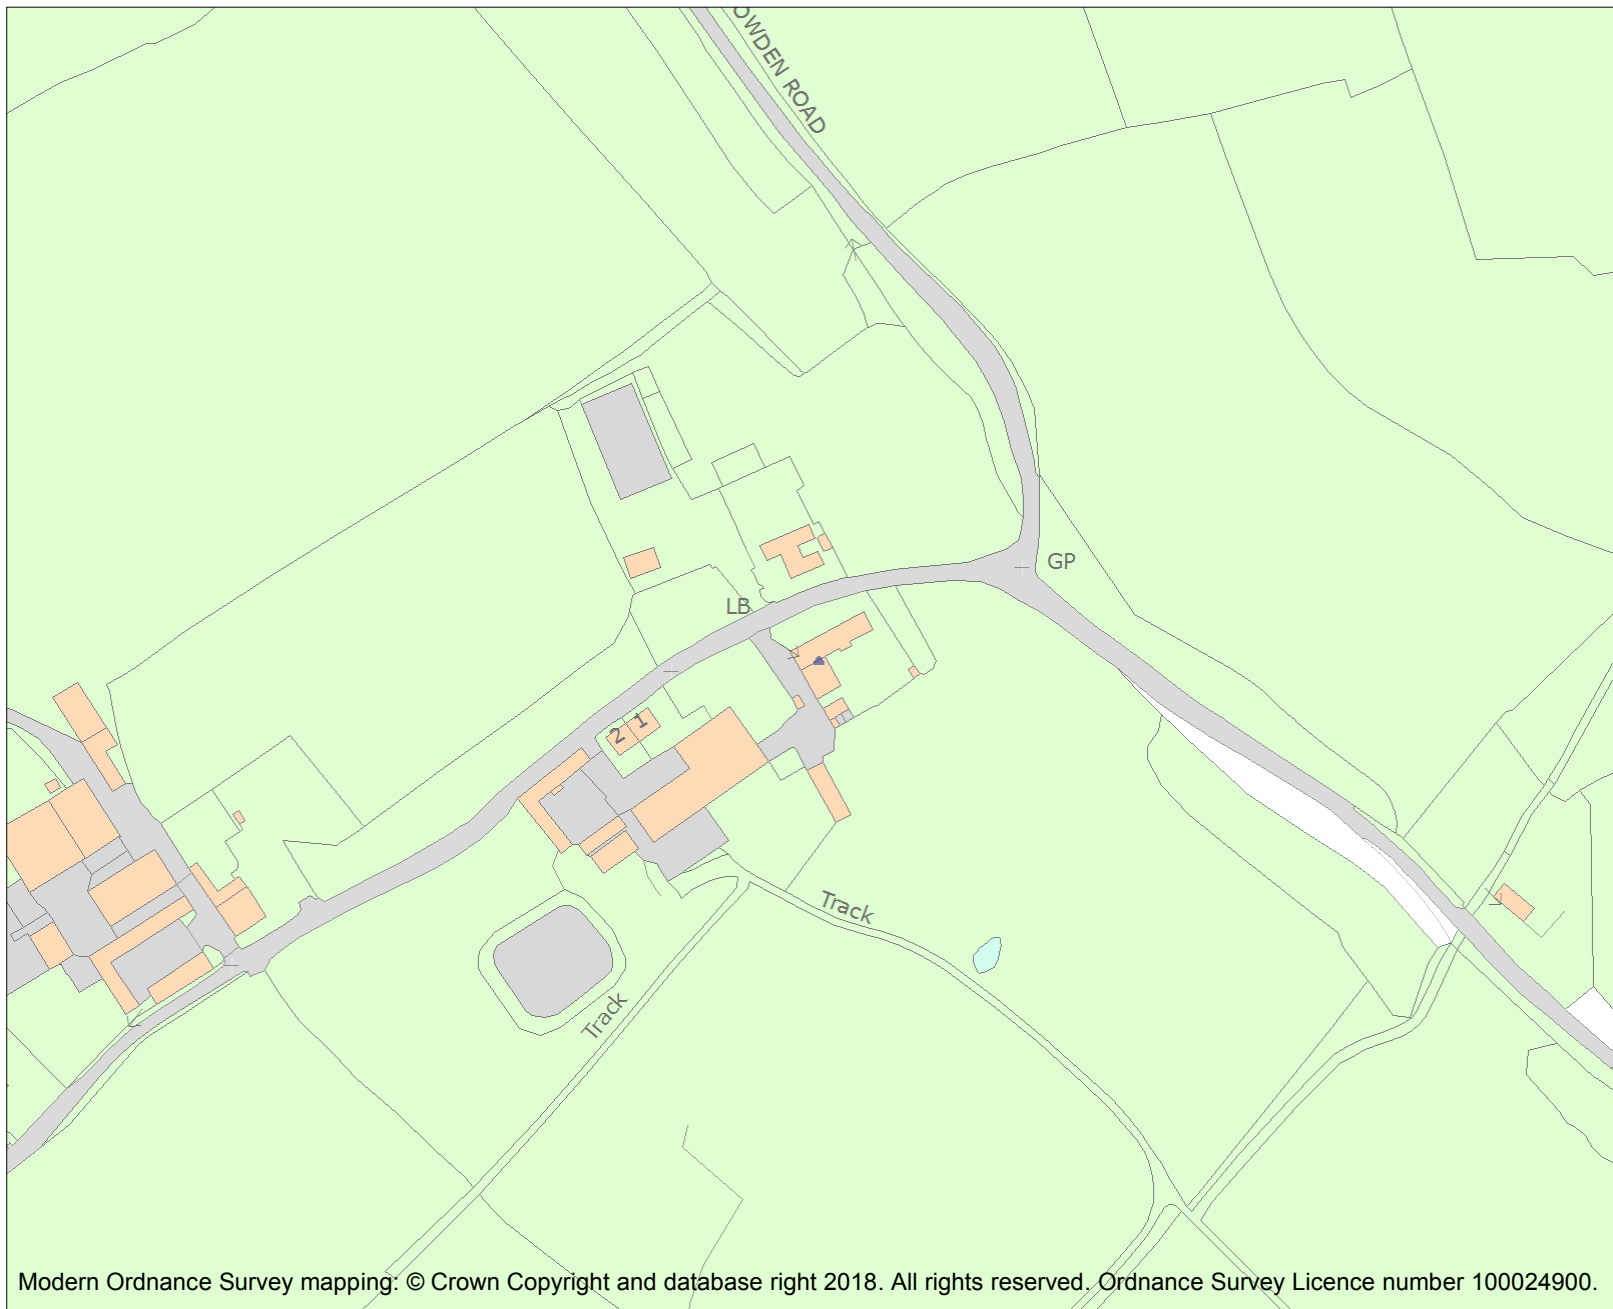 OWDEN ROAD
GP
LB
1
2
Track
Track
Modern Ordnance Survey mapping: © Crown Copyright and database right 2018. All rights reserved. Ordnance Survey Licence number 100024900.